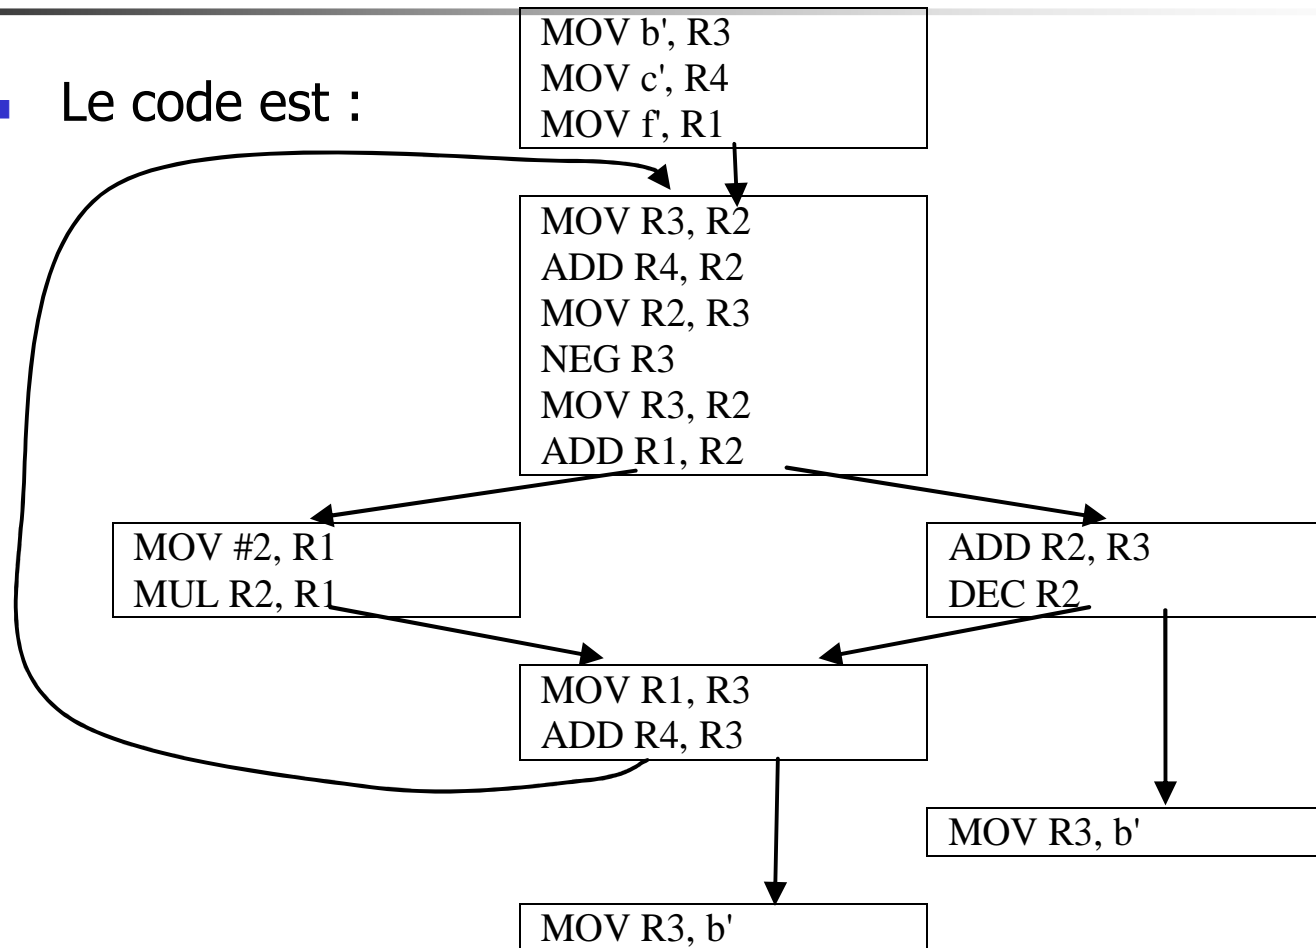 MOV b', R3
MOV c', R4
MOV f', R1
Le code est :
MOV R3, R2
ADD R4, R2
MOV R2, R3
NEG R3
MOV R3, R2
ADD R1, R2
MOV #2, R1
MUL R2, R1
ADD R2, R3
DEC R2
MOV R1, R3
ADD R4, R3
MOV R3, b'
MOV R3, b'